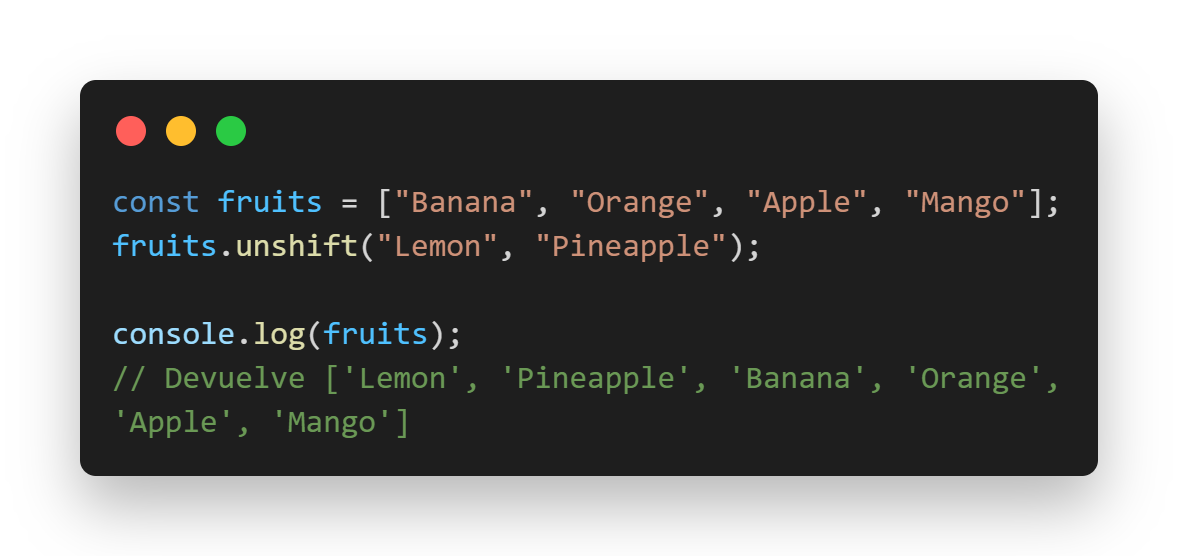 const fruits = ["Banana", "Orange", "Apple", "Mango"];
fruits.unshift("Lemon", "Pineapple");
console.log(fruits);
// Devuelve ['Lemon', 'Pineapple', 'Banana', 'Orange',
'Apple', 'Mango']